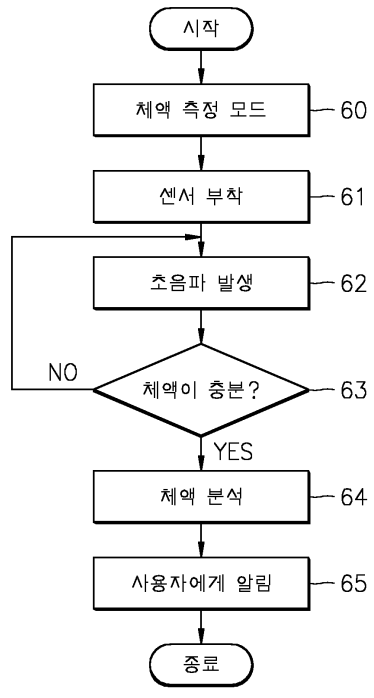 시작
체액 측정 모드 60
센서 부착 61
초음파 발생 62
체액이 충분? 63
NO
YES
체액 분석 64
사용자에게 알림 65
종료